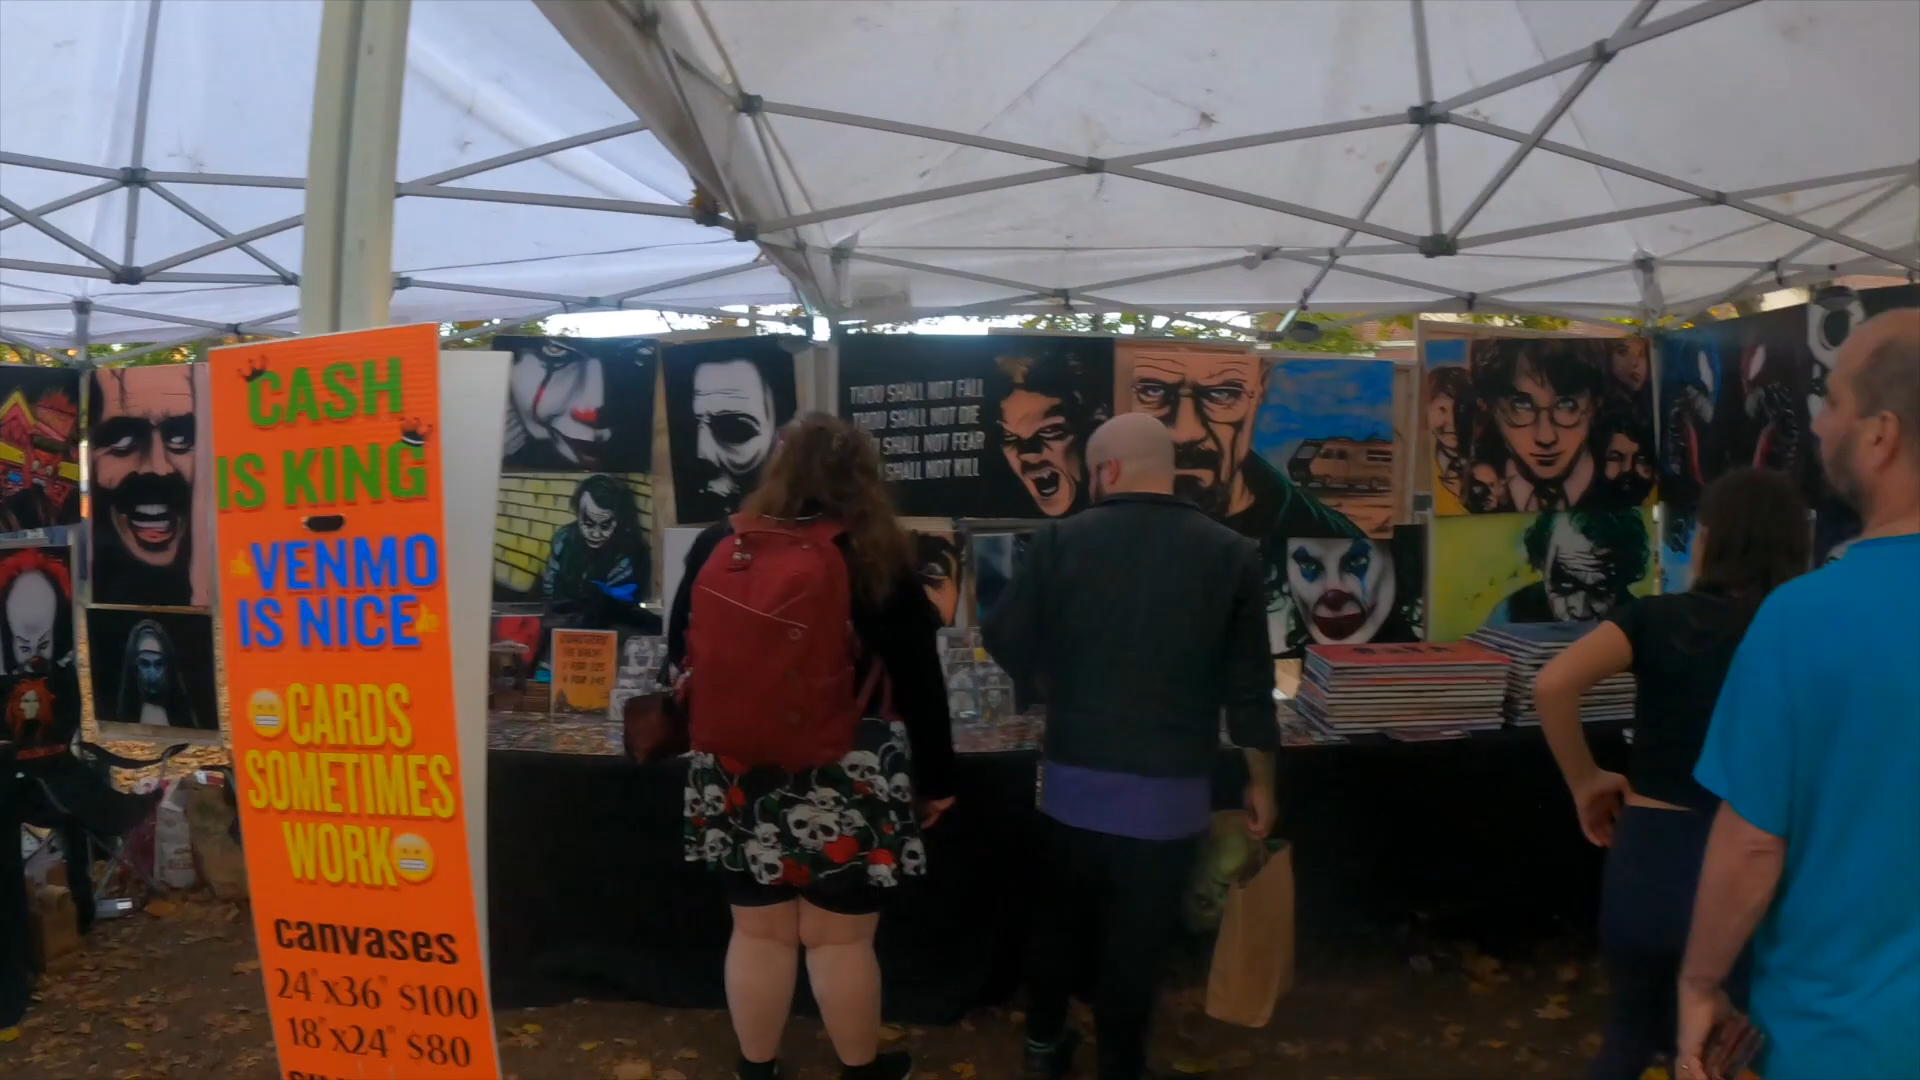 CASH
IS KING
VENMO
IS NICE
CARDS
SOMETIMES
WORK
canvases
24"x36" $100
18"x24" $80
THOU SHALL NOT FALL
THOU SHALL NOT DIE
SHALL NOT FEAR
SHALL NOT KILL